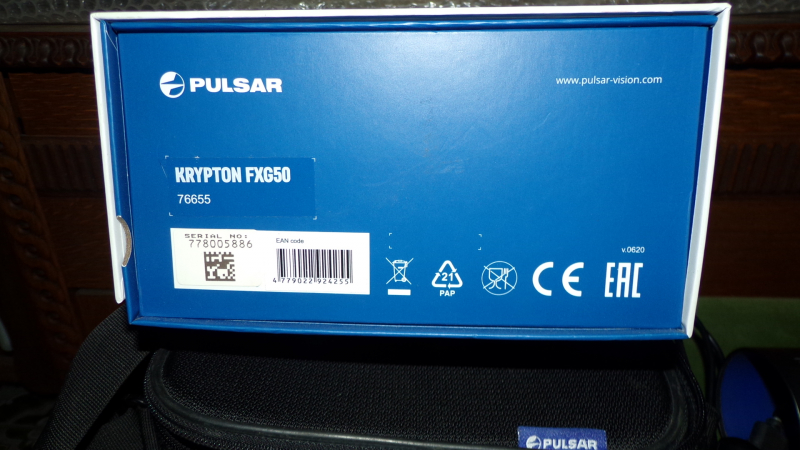 PULSAR
www.pulsar-vision.com
KRYPTON FXG50
76655
SERIAL NO:
778005886
EAN code
4 779022 924255
21
PAP
CE
EAC
v.0620
PULSAR